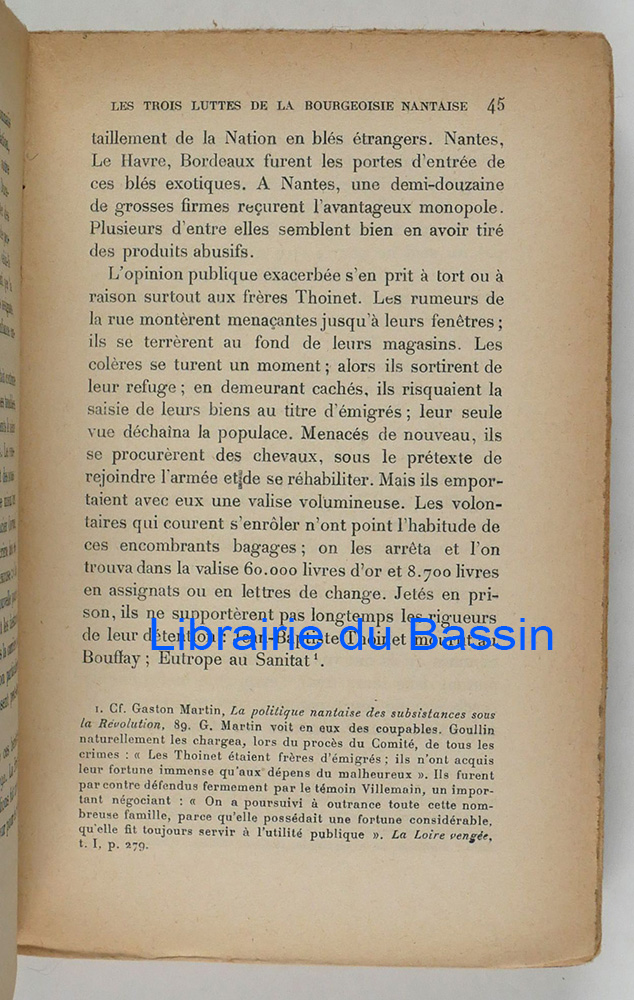 LES TROIS LUTTES DE LA BOURGEOISIE NANTAISE 45
taillement de la Nation en blés étrangers. Nantes,
Le Havre, Bordeaux furent les portes d'entrée de
ces blés exotiques. A Nantes, une demi-douzaine
de grosses firmes reçurent l'avantageux monopole.
Plusieurs d'entre elles semblent bien en avoir tiré
des produits abusifs.
L'opinion publique exacerbée s'en prit à tort ou à
raison surtout aux frères Thoinet. Les rumeurs de
la rue montèrent menaçantes jusqu'à leurs fenêtres ;
ils se terrèrent au fond de leurs magasins. Les
colères se turent un moment ; alors ils sortirent de
leur refuge ; en demeurant cachés, ils risquaient la
saisie de leurs biens au titre d'émigrés ; leur seule
vue déchaîna la populace. Menacés de nouveau, ils
se procurèrent des chevaux, sous le prétexte de
rejoindre l'armée et de se réhabiliter. Mais ils empor-
taient avec eux une valise volumineuse. Les volon-
taires qui courent s'enrôler n'ont point l'habitude de
ces encombrants bagages ; on les arrêta et l'on
trouva dans la valise 60.000 livres d'or et 8.700 livres
en assignats ou en lettres de change. Jetés en pri-
son, ils ne supportèrent pas longtemps les rigueurs
de leur détention : Jean-Baptiste Thoinet mourut au
Librairie du Bassin
Bouffay ; Eutrope au Sanitat 1.
1. Cf. Gaston Martin, La politique nantaise des subsistances sous
la Révolution, 89. G. Martin voit en eux des coupables. Goullin
naturellement les chargea, lors du procès du Comité, de tous les
crimes : « Les Thoinet étaient frères d'émigrés ; ils n'ont acquis
leur fortune immense qu'aux dépens du malheureux ». Ils furent
par contre défendus fermement par le témoin Villemain, un impor-
tant négociant : « On a poursuivi à outrance toute cette nom-
breuse famille, parce qu'elle possédait une fortune considérable,
qu'elle fit toujours servir à l'utilité publique ». La Loire vengée,
t. I, p. 279.